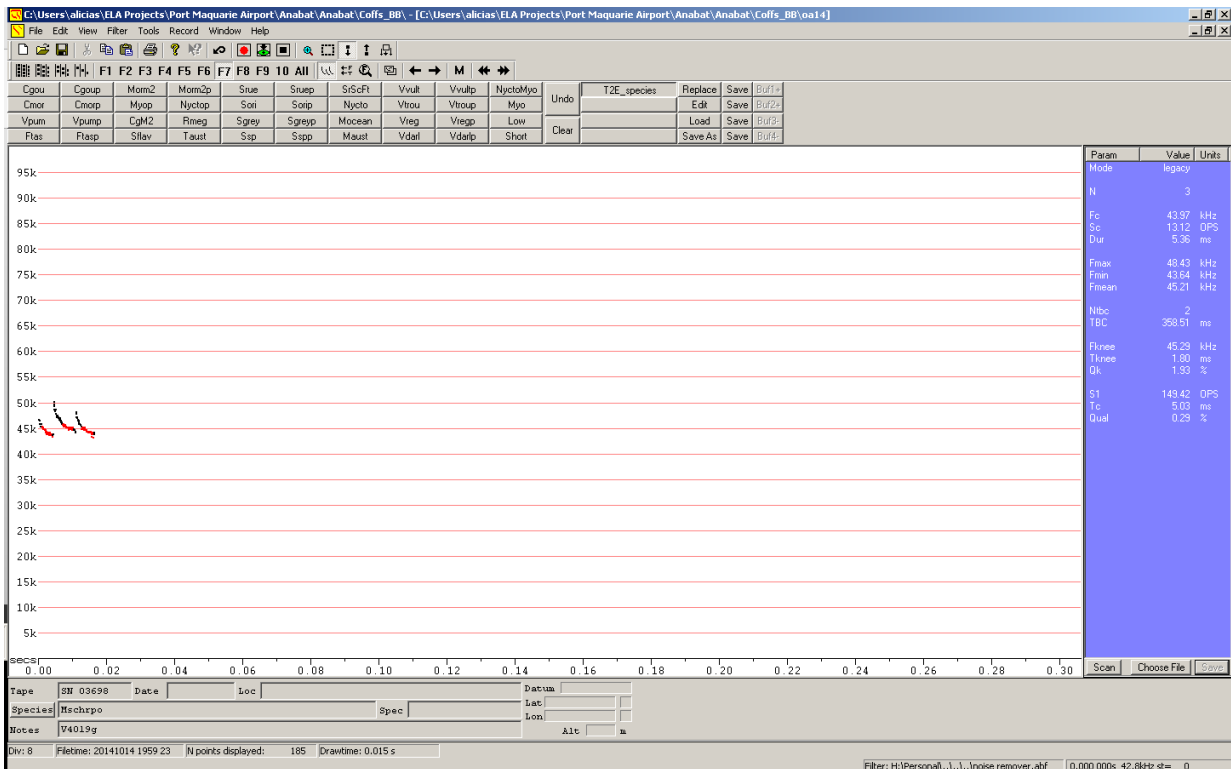 C:\Users\alicias\ELA Projects\Port Maquarie Airport\Anabat\Anabat\Coffs_BB\ - [C:\Users\alicias\ELA Projects\Port Maquarie Airport\Anabat\Anabat\Coffs_BB\oa14]
File Edit View Filter Tools Record Window Help
F1 F2 F3 F4 F5 F6 F7 F8 F9 10 All M
Cgou Cgoup Morm2 Morm2p Srue Sruep SrScFt Vvult Vvultp NyctoMyo Undo T2E_species Replace Save Buf1+
Cmor Cmorp Myop Nyctop Sori Sorip Nycto Vtrou Vtroup Myo Edit Save Buf2+
Vpum Vpump CgM2 Rmeg Sgrey Sgreyp Mocean Vreg Vregp Low Clear Load Save Buf3-
Ftas Ftasp Sflav Taust Ssp Sspp Maust Vdarl Vdarlp Short Save As Save Buf4-
Param Value Units
Mode legacy
N 3
Fc 43.97 kHz
Sc 13.12 OPS
Dur 5.36 ms
Fmax 48.43 kHz
Fmin 43.64 kHz
Fmean 45.21 kHz
Ntbc 2
TBC 358.51 ms
Fknee 45.29 kHz
Tknee 1.80 ms
Qk 1.93 %
S1 149.42 OPS
Tc 5.03 ms
Qual 0.29 %
95k
90k
85k
80k
75k
70k
65k
60k
55k
50k
45k
40k
35k
30k
25k
20k
15k
10k
5k
secs
0.00 0.02 0.04 0.06 0.08 0.10 0.12 0.14 0.16 0.18 0.20 0.22 0.24 0.26 0.28 0.30
Scan Choose File Save
Tape SN 03698 Date Loc Datum
Species Mschrpo Spec Lat
Lon
Notes V4019g Alt m
Div: 8 Filetime: 20141014 1959 23 N points displayed: 185 Drawtime: 0.015 s
Filter: H:\Personal\..\..\..\noise remover.abf 0.000 000s 42.8kHz st= 0